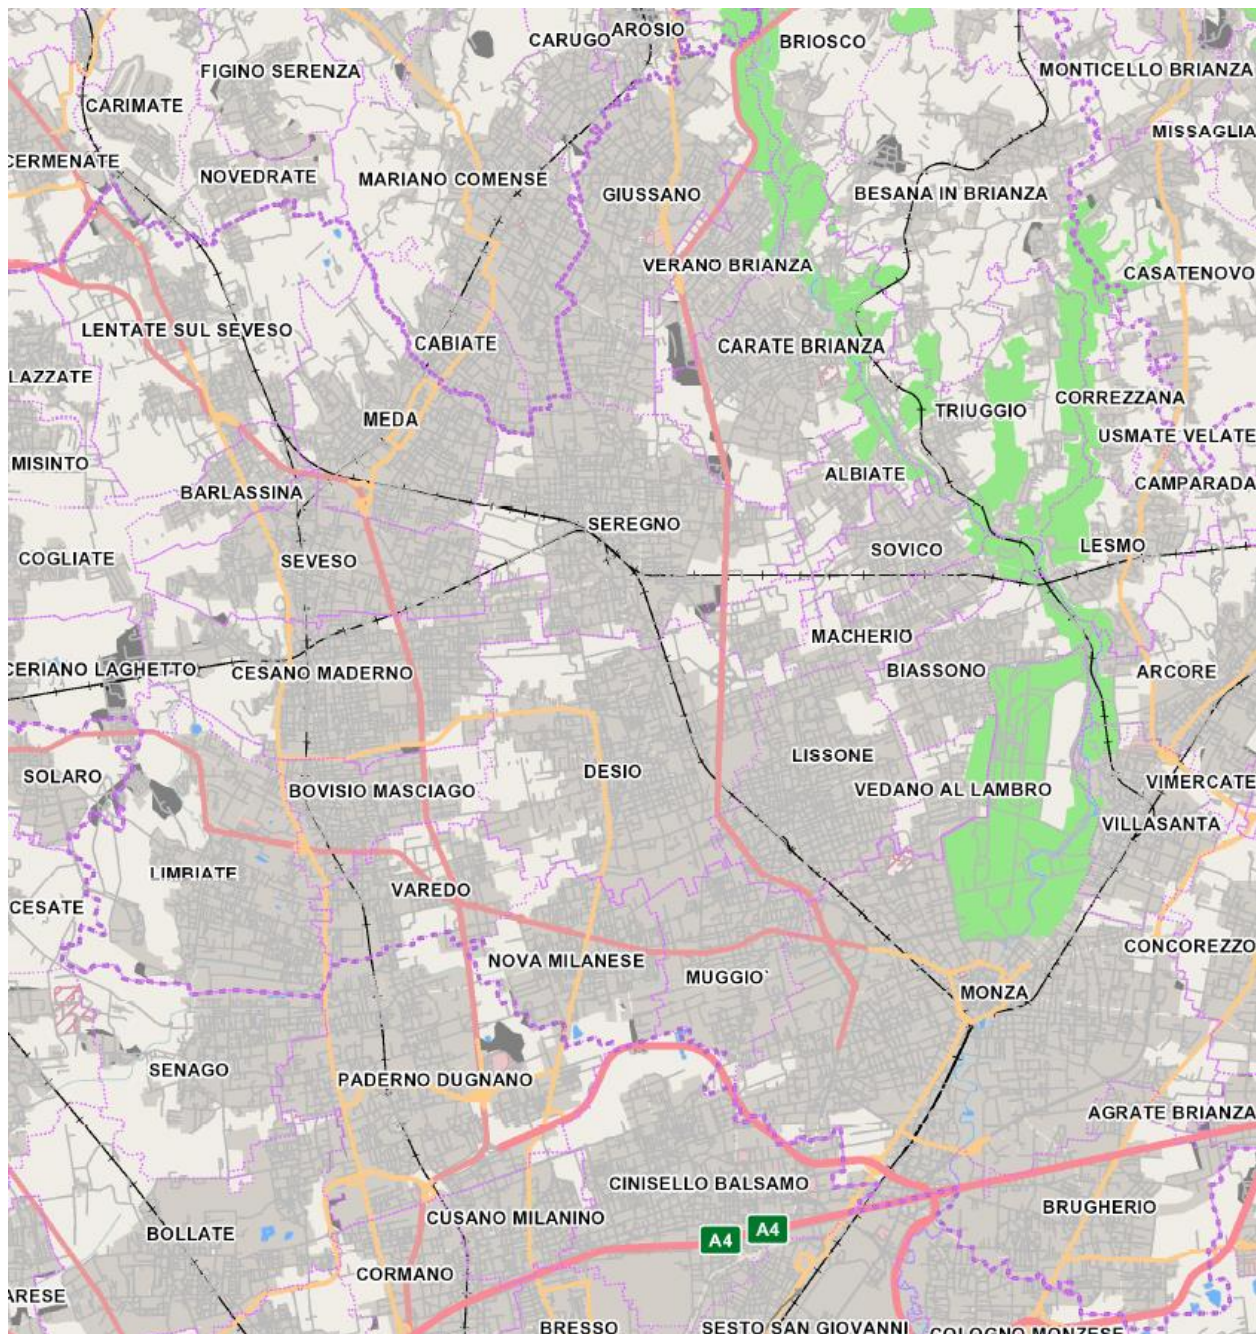 CARUGO
AROSIO
BRIOSCO
FIGINO SERENZA
MONTICELLO BRIANZA
CARIMATE
MISSAGLIA
CERMENATE
NOVEDRATE
MARIANO COMENSE
GIUSSANO
BESANA IN BRIANZA
VERANO BRIANZA
CASATENOVO
LENTATE SUL SEVESO
CABIATE
CARATE BRIANZA
LAZZATE
CORREZZANA
TRIUGGIO
MEDA
USMATE VELATE
MISINTO
ALBIATE
CAMPARADA
BARLASSINA
SEREGNO
COGLIATE
SEVESO
SOVICO
LESMO
MACHERIO
CERIANO LAGHETTO
CESANO MADERNO
BIASSONO
ARCORE
LISSONE
SOLARO
DESIO
BOVISIO MASCIAGO
VEDANO AL LAMBRO
VIMERCATE
VILLASANTA
LIMBIATE
VAREDO
CESATE
CONCOREZZO
NOVA MILANESE
MUGGIO'
MONZA
SENAGO
PADERNO DUGNANO
AGRATE BRIANZA
CINISELLO BALSAMO
BRUGHERIO
CUSANO MILANINO
BOLLATE
A4
A4
CORMANO
ARESE
BRESSO
SESTO SAN GIOVANNI
COLOGNO MONZESE